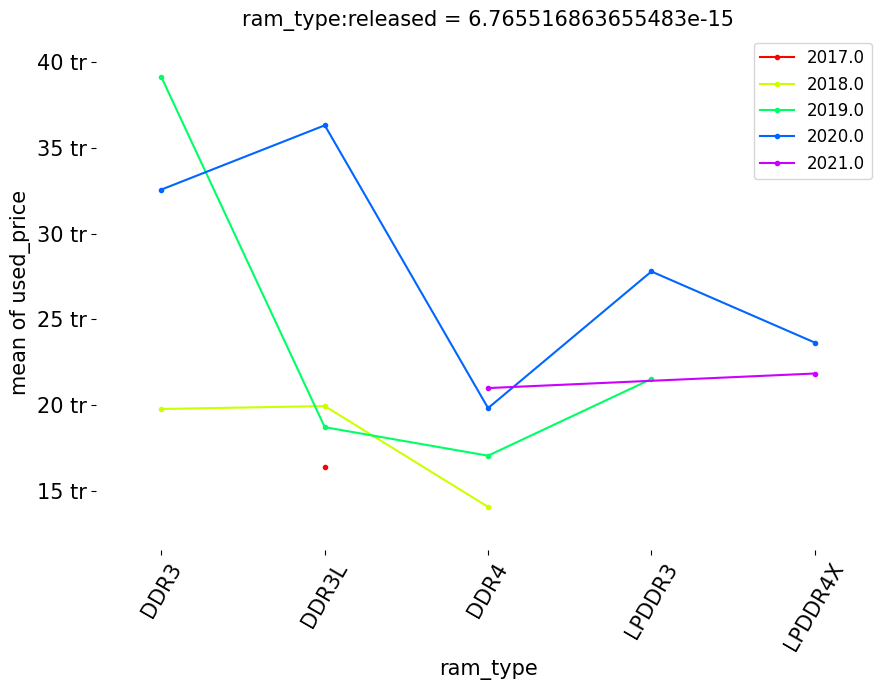 ram_type:released = 6.765516863655483e-15
40 tr
35 tr
30 tr
25 tr
20 tr
15 tr
mean of used_price
2017.0
2018.0
2019.0
2020.0
2021.0
DDR3
DDR3L
DDR4
LPDDR3
LPDDR4X
ram_type